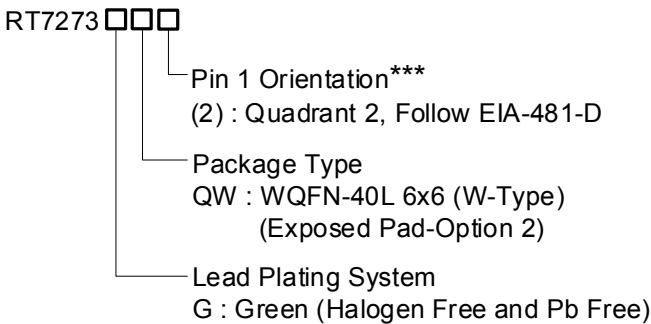 RT7273□□□
Pin 1 Orientation***
(2) : Quadrant 2, Follow EIA-481-D
Package Type
QW : WQFN-40L 6x6 (W-Type)
(Exposed Pad-Option 2)
Lead Plating System
G : Green (Halogen Free and Pb Free)